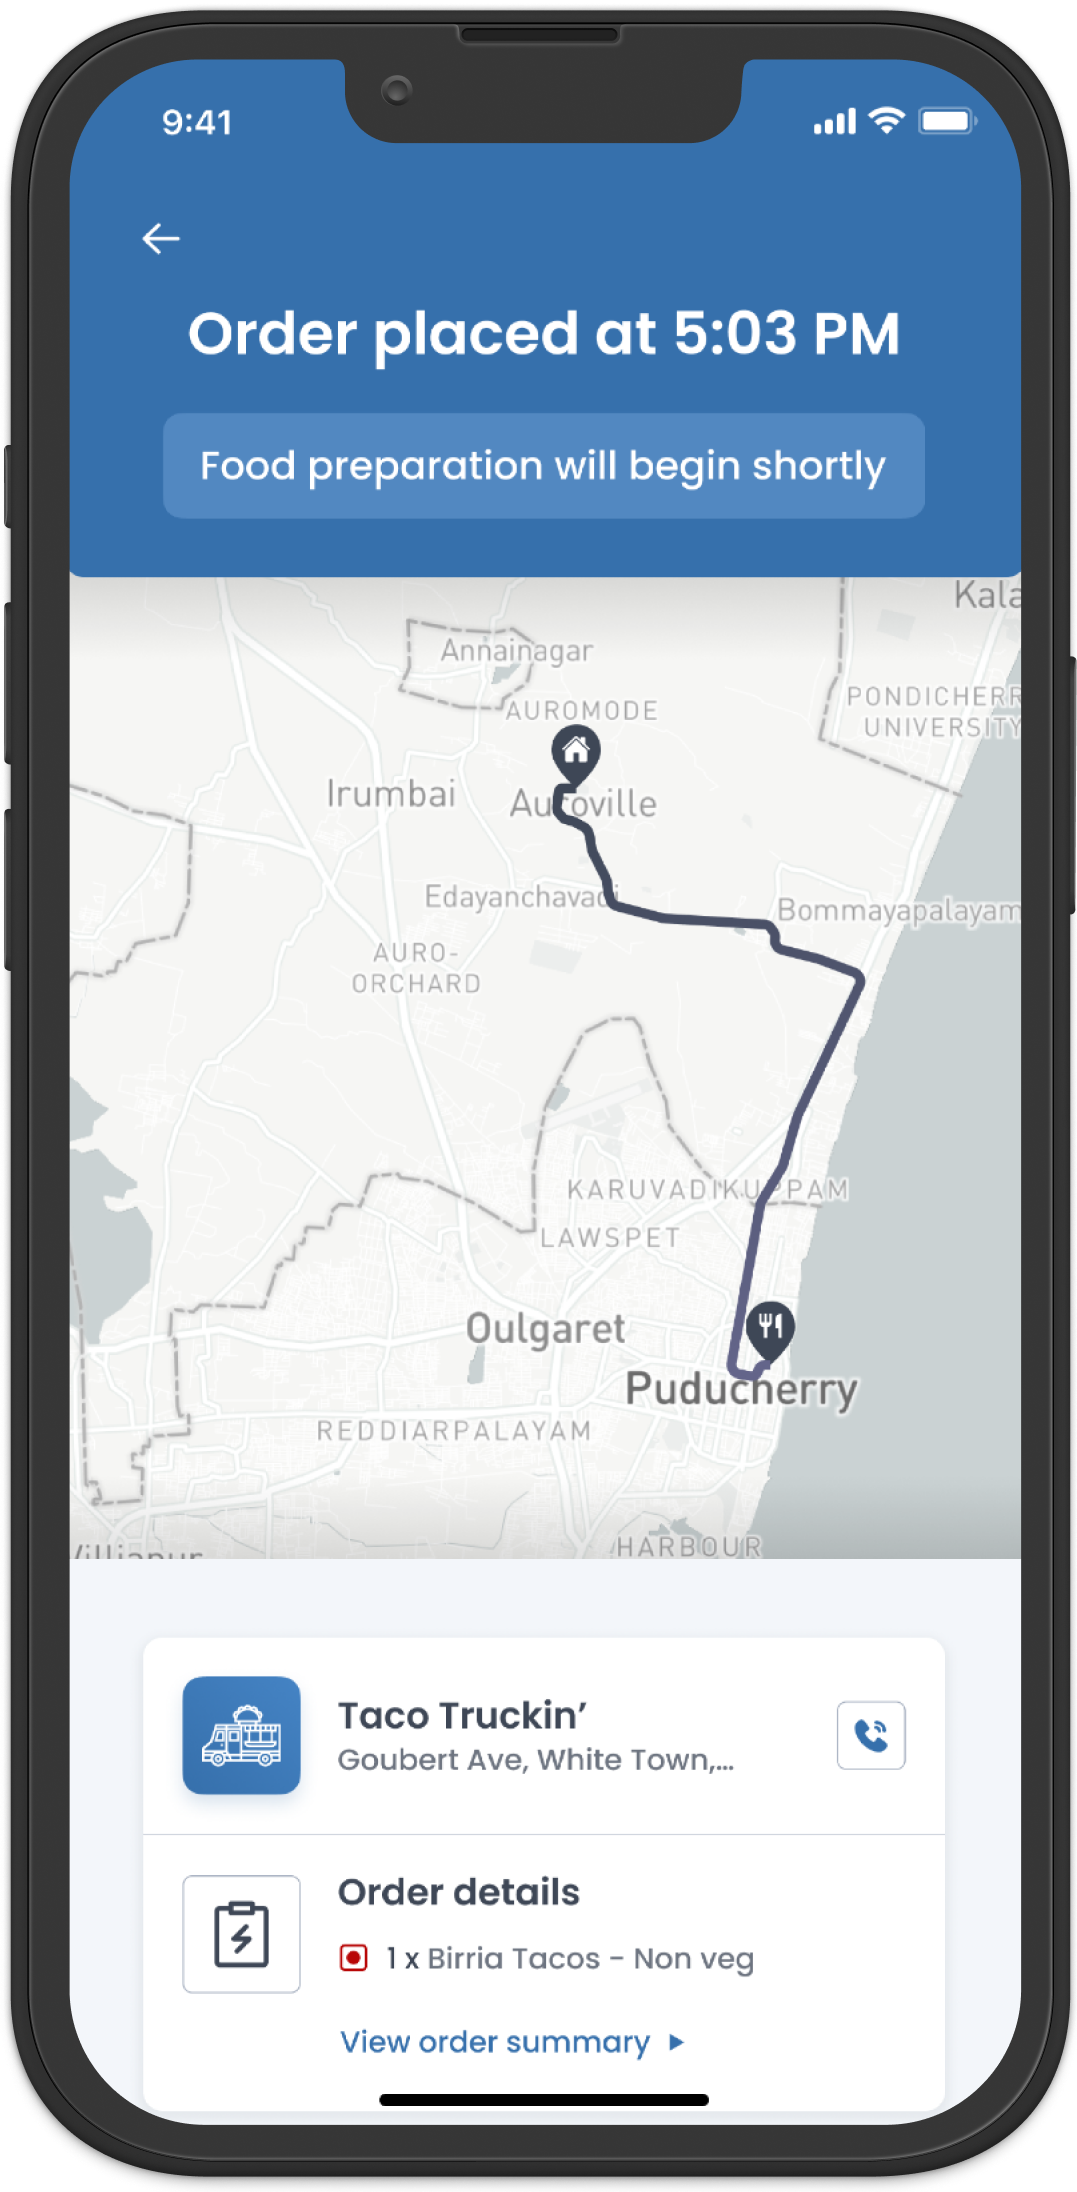 9:41
Order placed at 5:03 PM
Food preparation will begin shortly
Kala
Annainagar
AUROMODE
PONDICHERR
UNIVERSITY
Irumbai
Auroville
Edayanchavadi
Bommayapalayam
AURO-
ORCHARD
KARUVADIKUPPAM
LAWSPET
Oulgaret
Puducherry
REDDIARPALAYAM
HARBOUR
Taco Truckin’
Goubert Ave, White Town,...
Order details
1 x Birria Tacos - Non veg
View order summary